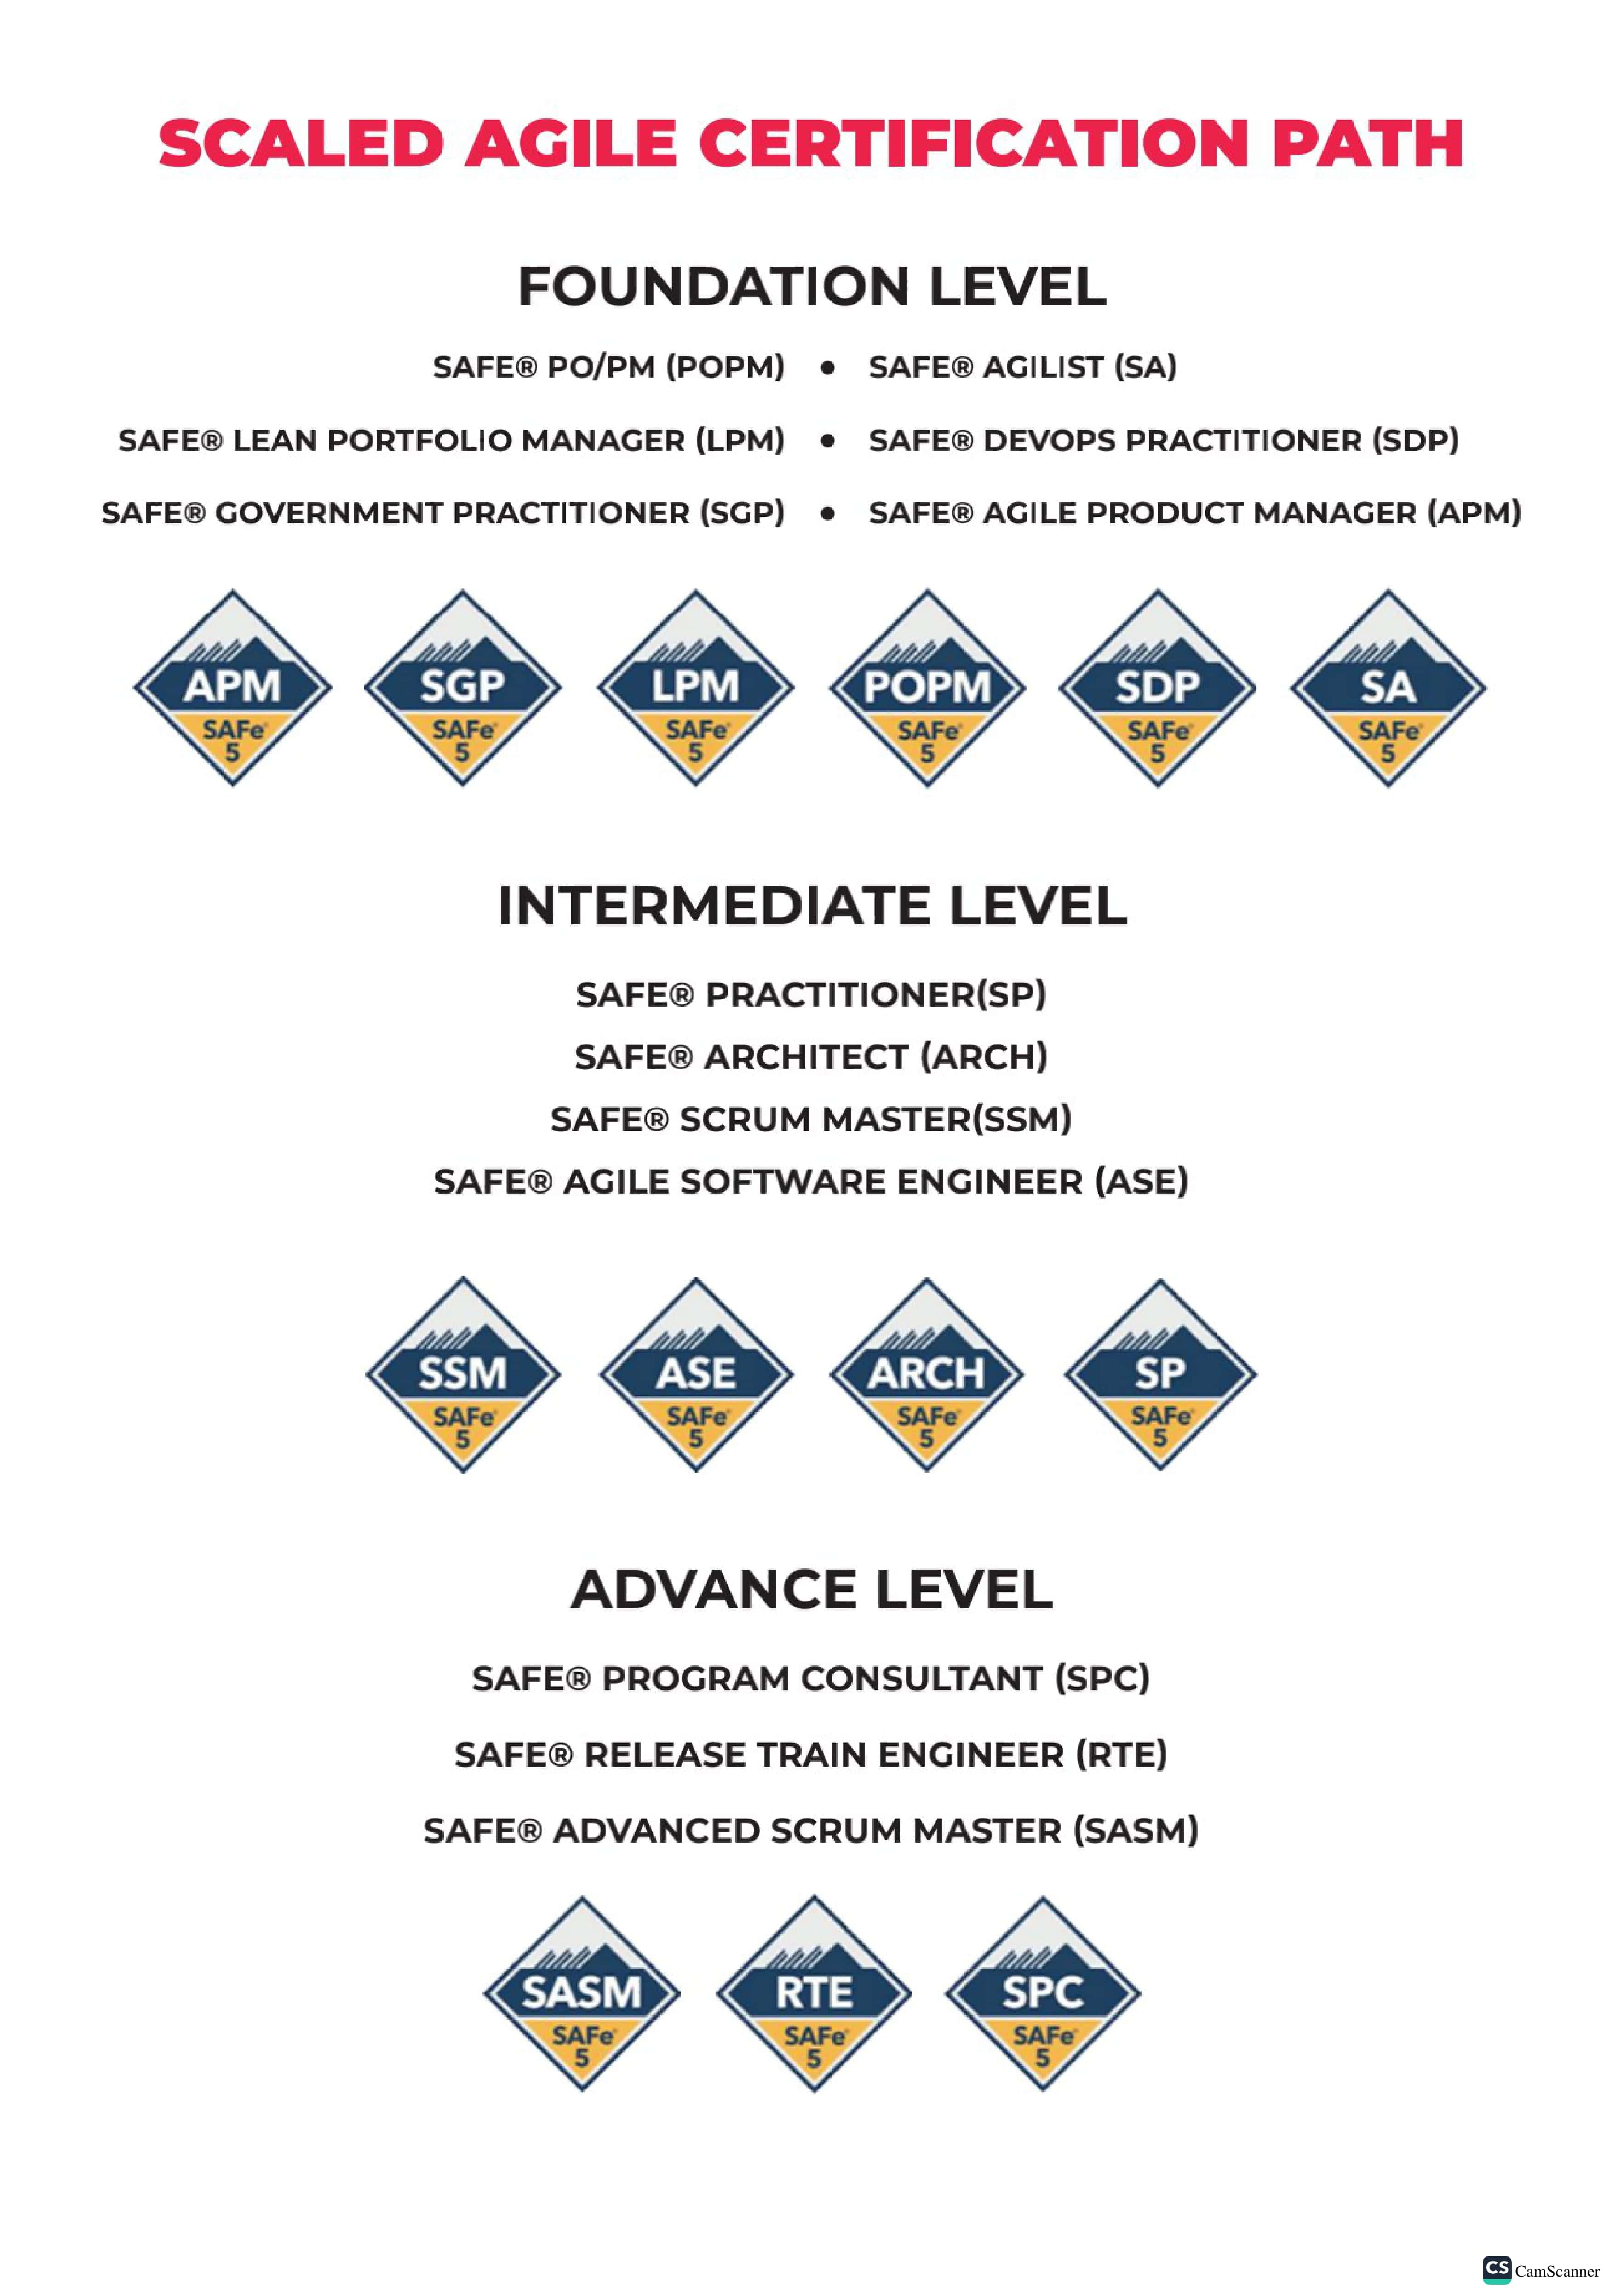 SCALED AGILE CERTIFICATION PATH
FOUNDATION LEVEL
SAFE® PO/PM (POPM) • SAFE® AGILIST (SA)
SAFE® LEAN PORTFOLIO MANAGER (LPM) • SAFE® DEVOPS PRACTITIONER (SDP)
SAFE® GOVERNMENT PRACTITIONER (SGP) • SAFE® AGILE PRODUCT MANAGER (APM)
APM SGP LPM POPM SDP SA
SAFe® SAFe® SAFe® SAFe® SAFe® SAFe®
5 5 5 5 5 5
INTERMEDIATE LEVEL
SAFE® PRACTITIONER(SP)
SAFE® ARCHITECT (ARCH)
SAFE® SCRUM MASTER(SSM)
SAFE® AGILE SOFTWARE ENGINEER (ASE)
SSM ASE ARCH SP
SAFe® SAFe® SAFe® SAFe®
5 5 5 5
ADVANCE LEVEL
SAFE® PROGRAM CONSULTANT (SPC)
SAFE® RELEASE TRAIN ENGINEER (RTE)
SAFE® ADVANCED SCRUM MASTER (SASM)
SASM RTE SPC
SAFe® SAFe® SAFe®
5 5 5
CS CamScanner